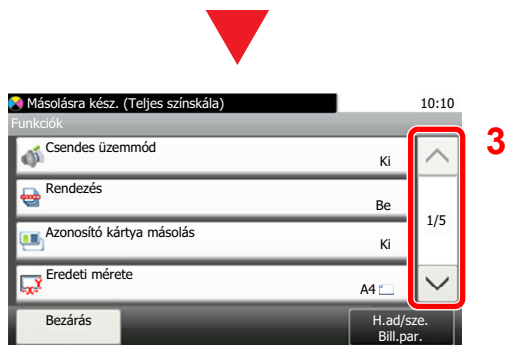 Másolásra kész. (Teljes színskála)
10:10
Funkciók
Csendes üzemmód
Ki
Rendezés
Be
Azonosító kártya másolás
Ki
Eredeti mérete
A4
1/5
3
Bezárás
H.ad/sze.
Bill.par.